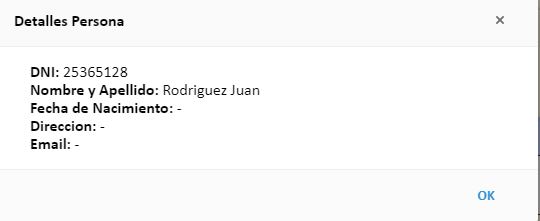 Detalles Persona ×
DNI: 25365128
Nombre y Apellido: Rodriguez Juan
Fecha de Nacimiento: -
Direccion: -
Email: -
OK